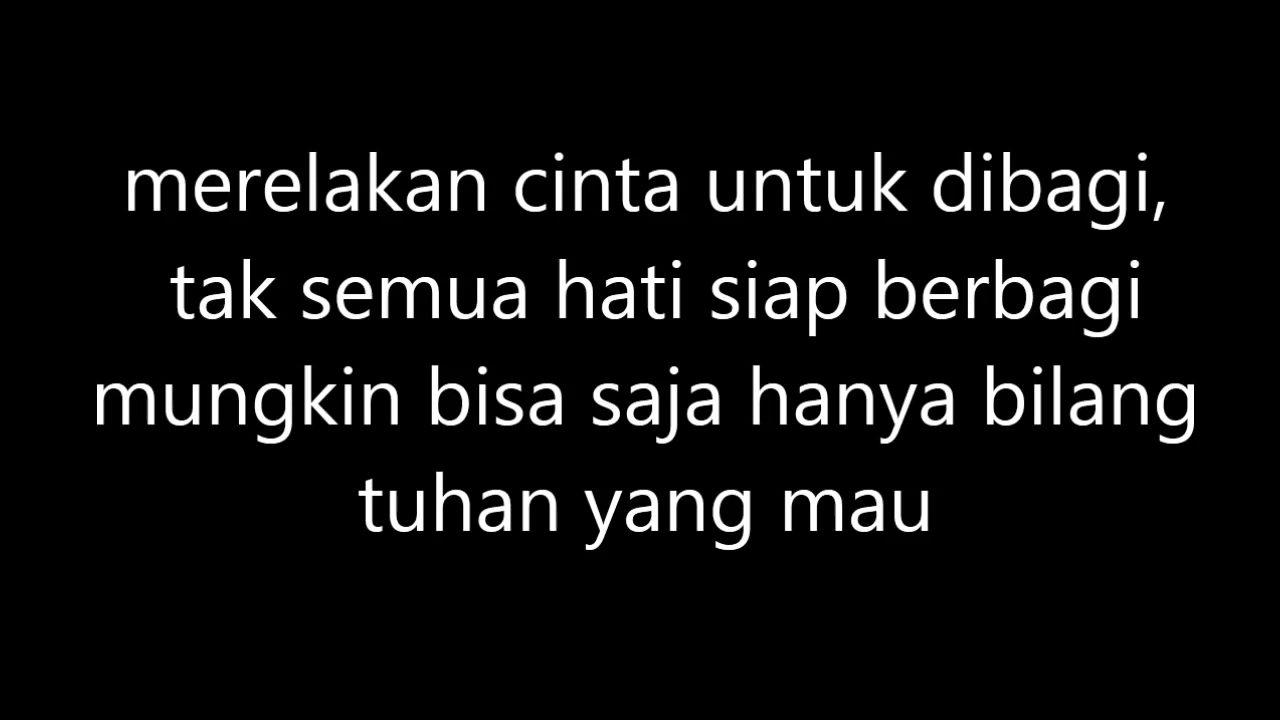 merelakan cinta untuk dibagi,
tak semua hati siap berbagi
mungkin bisa saja hanya bilang
tuhan yang mau